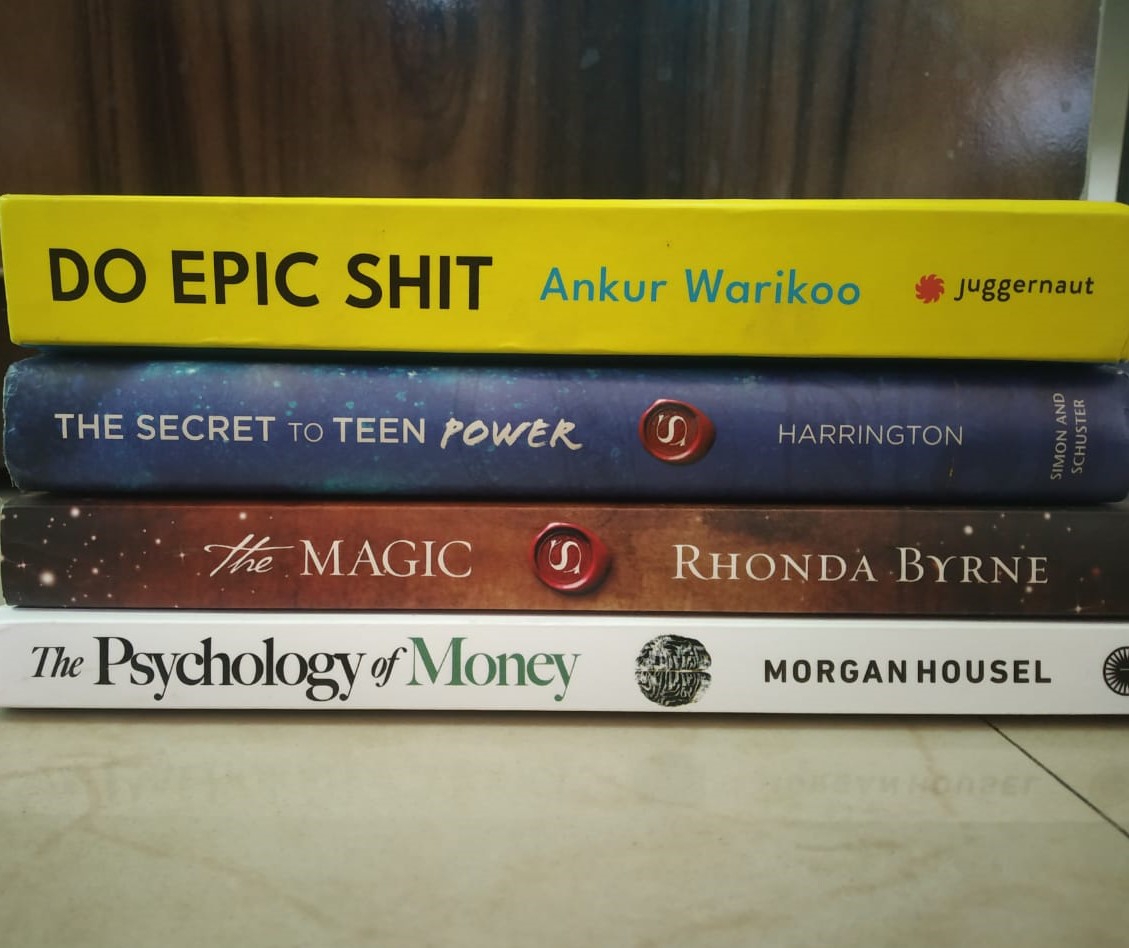 DO EPIC SHIT Ankur Warikoo juggernaut
THE SECRET TO TEEN POWER S HARRINGTON SIMON AND
SCHUSTER
the MAGIC S RHONDA BYRNE
The Psychology of Money MORGAN HOUSEL